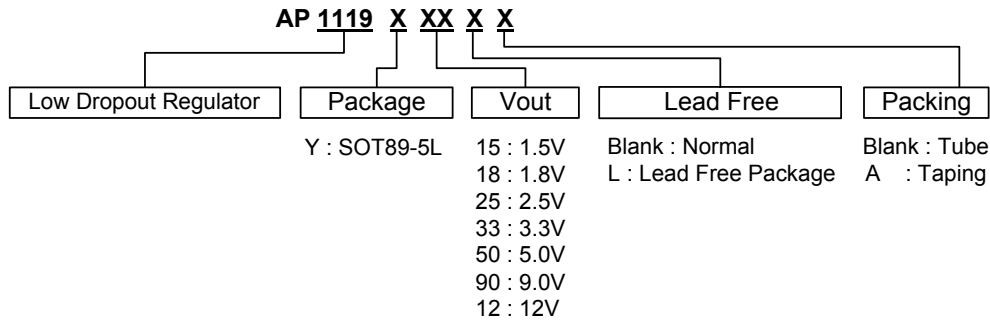 AP 1119 X XX X X
Low Dropout Regulator Package Vout Lead Free Packing
Y : SOT89-5L 15 : 1.5V Blank : Normal Blank : Tube
18 : 1.8V L : Lead Free Package A : Taping
25 : 2.5V
33 : 3.3V
50 : 5.0V
90 : 9.0V
12 : 12V